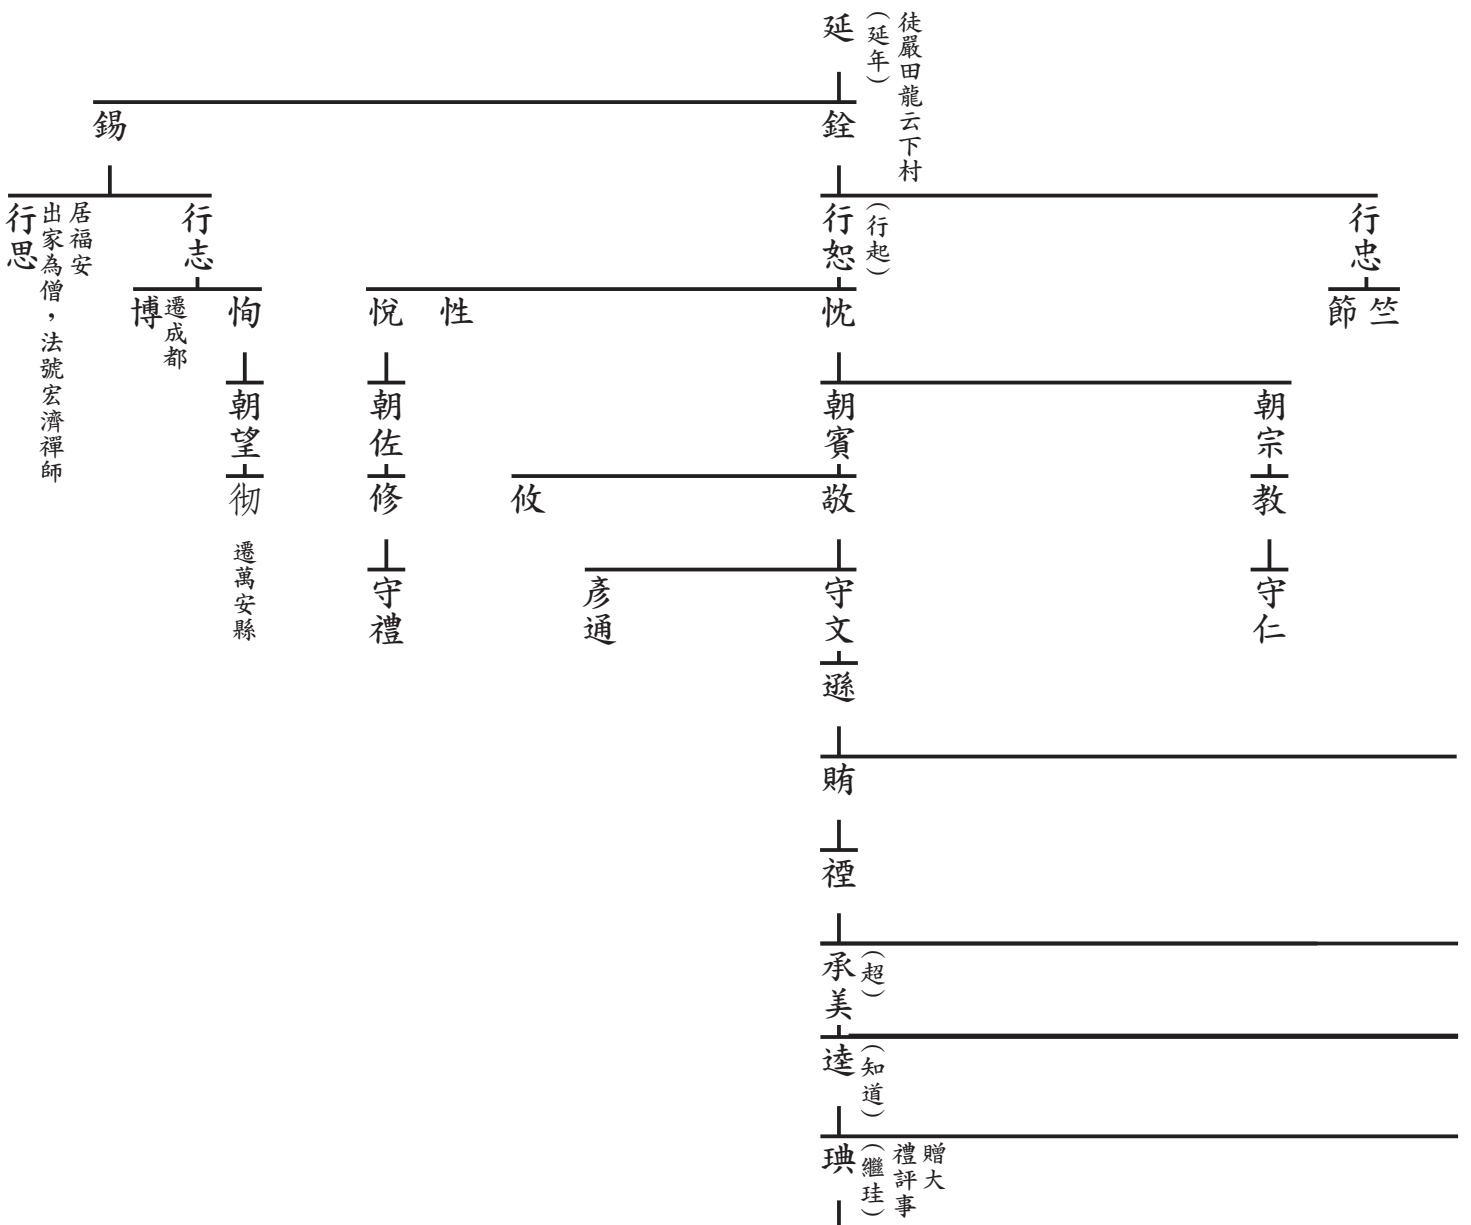 徒嚴田龍云下村
(延年)
延
銓
錫
行忠
(行起)
行恕
行志
居福安
出家為僧，法號宏濟禪師
行思
竺
節
忱
性
悅
恂
遷成都
博
朝宗
朝賓
朝佐
朝望
教
敬
攸
修
彻
遷萬安縣
守仁
守文
彥通
守禮
遜
賄
禋
(超)
承美
(知道)
逵
贈大
禮評事
(繼珪)
琠